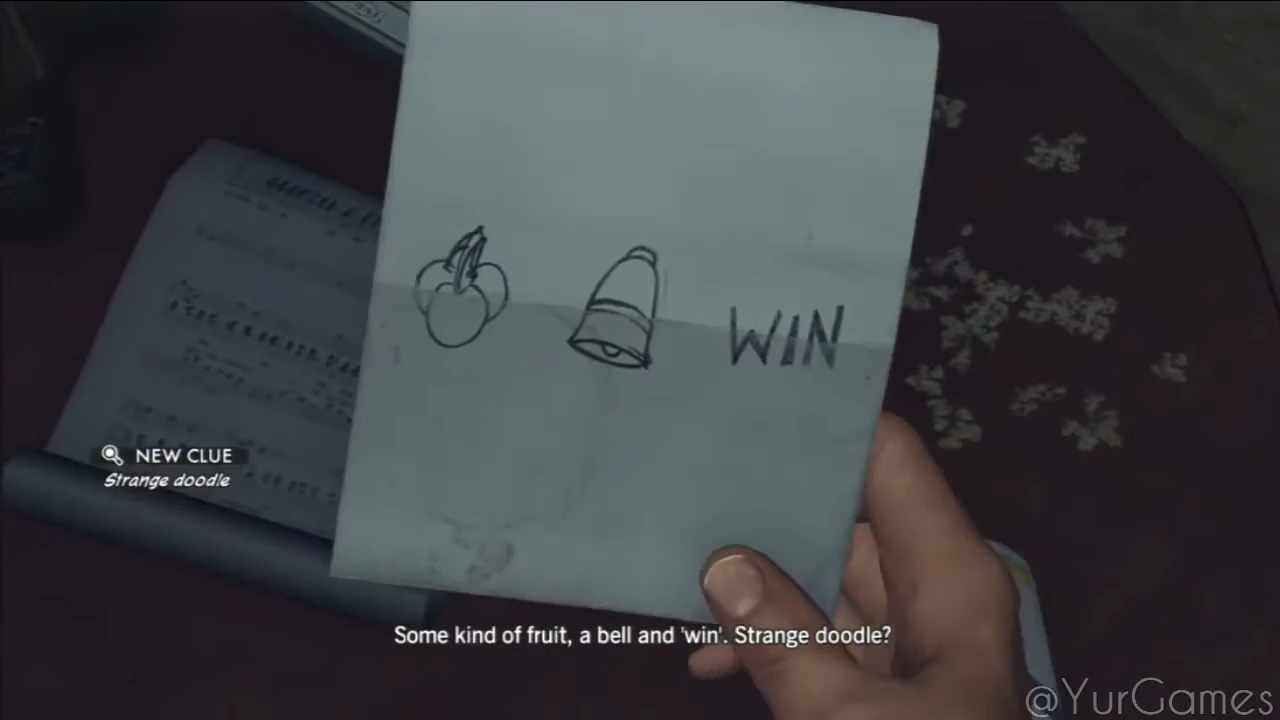 WIN
NEW CLUE
Strange doodle
Some kind of fruit, a bell and 'win'. Strange doodle?
@YurGames